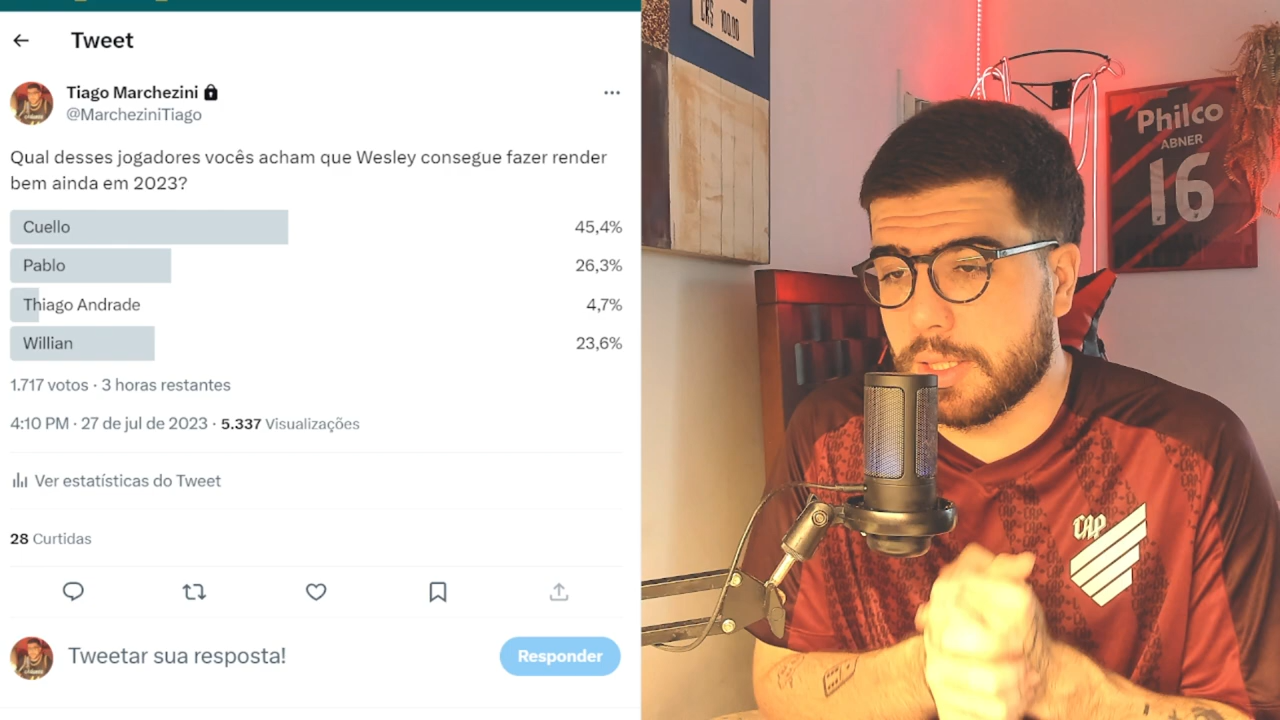 Tweet
Tiago Marchezini
@MarcheziniTiago
Qual desses jogadores vocês acham que Wesley consegue fazer render
bem ainda em 2023?
Cuello 45,4%
Pablo 26,3%
Thiago Andrade 4,7%
Willian 23,6%
1.717 votos · 3 horas restantes
4:10 PM · 27 de jul de 2023 · 5.337 Visualizações
Ver estatísticas do Tweet
28 Curtidas
Tweetar sua resposta!
Responder
CR$ 100,00
Philco
ABNER
16
CAP